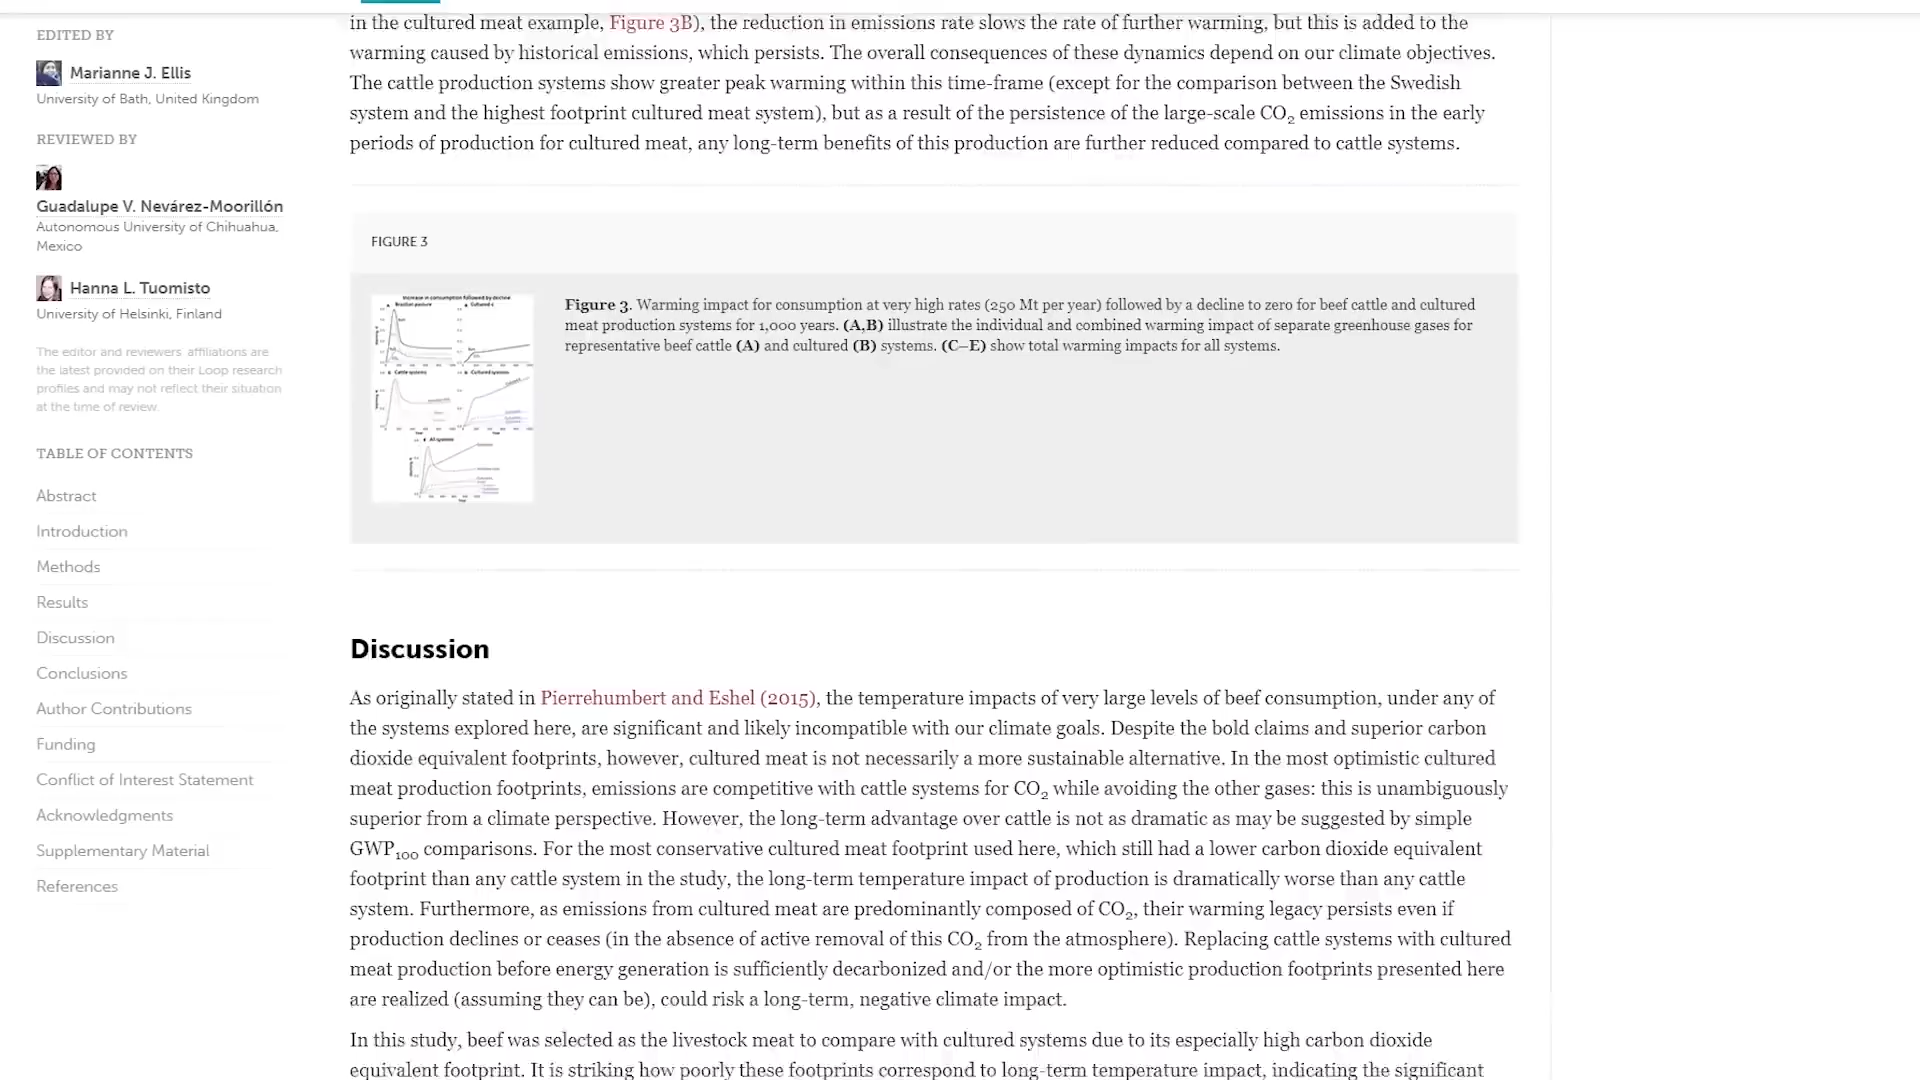 EDITED BY
Marianne J. Ellis
University of Bath, United Kingdom
REVIEWED BY
Guadalupe V. Nevárez-Moorillón
Autonomous University of Chihuahua,
Mexico
Hanna L. Tuomisto
University of Helsinki, Finland
The editor and reviewers' affiliations are
the latest provided on their Loop research
profiles and may not reflect their situation
at the time of review.
TABLE OF CONTENTS
Abstract
Introduction
Methods
Results
Discussion
Conclusions
Author Contributions
Funding
Conflict of Interest Statement
Acknowledgments
Supplementary Material
References
in the cultured meat example, Figure 3B), the reduction in emissions rate slows the rate of further warming, but this is added to the
warming caused by historical emissions, which persists. The overall consequences of these dynamics depend on our climate objectives.
The cattle production systems show greater peak warming within this time-frame (except for the comparison between the Swedish
system and the highest footprint cultured meat system), but as a result of the persistence of the large-scale CO₂ emissions in the early
periods of production for cultured meat, any long-term benefits of this production are further reduced compared to cattle systems.
FIGURE 3
Increase in consumption followed by decline
Brazilian pasture
Cattle systems
Cultured systems
All systems
Figure 3. Warming impact for consumption at very high rates (250 Mt per year) followed by a decline to zero for beef cattle and cultured
meat production systems for 1,000 years. (A,B) illustrate the individual and combined warming impact of separate greenhouse gases for
representative beef cattle (A) and cultured (B) systems. (C–E) show total warming impacts for all systems.
Discussion
As originally stated in Pierrehumbert and Eshel (2015), the temperature impacts of very large levels of beef consumption, under any of
the systems explored here, are significant and likely incompatible with our climate goals. Despite the bold claims and superior carbon
dioxide equivalent footprints, however, cultured meat is not necessarily a more sustainable alternative. In the most optimistic cultured
meat production footprints, emissions are competitive with cattle systems for CO₂ while avoiding the other gases: this is unambiguously
superior from a climate perspective. However, the long-term advantage over cattle is not as dramatic as may be suggested by simple
GWP₁₀₀ comparisons. For the most conservative cultured meat footprint used here, which still had a lower carbon dioxide equivalent
footprint than any cattle system in the study, the long-term temperature impact of production is dramatically worse than any cattle
system. Furthermore, as emissions from cultured meat are predominantly composed of CO₂, their warming legacy persists even if
production declines or ceases (in the absence of active removal of this CO₂ from the atmosphere). Replacing cattle systems with cultured
meat production before energy generation is sufficiently decarbonized and/or the more optimistic production footprints presented here
are realized (assuming they can be), could risk a long-term, negative climate impact.
In this study, beef was selected as the livestock meat to compare with cultured systems due to its especially high carbon dioxide
equivalent footprint. It is striking how poorly these footprints correspond to long-term temperature impact, indicating the significant